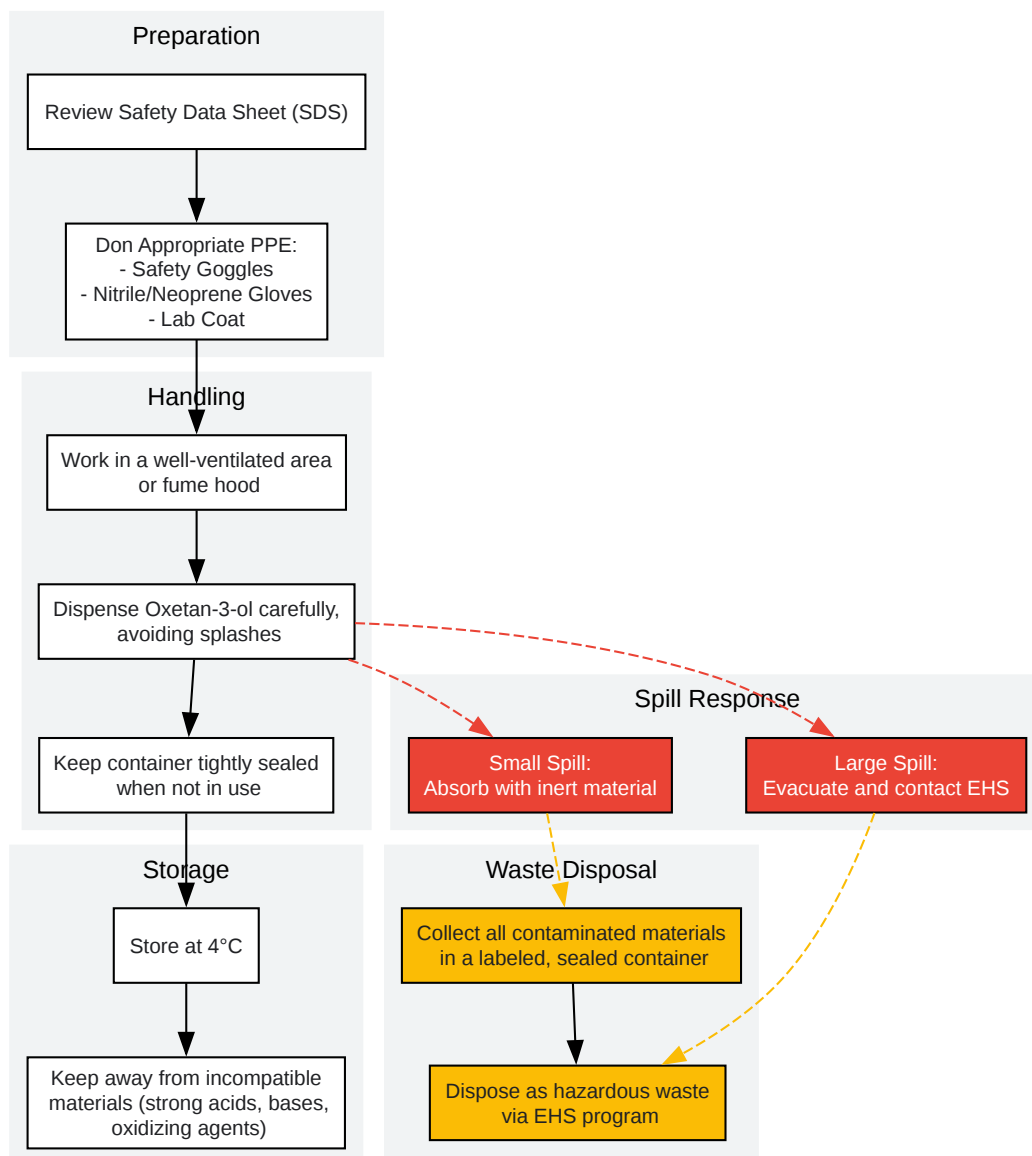 Preparation
Review Safety Data Sheet (SDS)
Don Appropriate PPE:
- Safety Goggles
- Nitrile/Neoprene Gloves
- Lab Coat
Handling
Work in a well-ventilated area
or fume hood
Dispense Oxetan-3-ol carefully,
avoiding splashes
Keep container tightly sealed
when not in use
Spill Response
Small Spill:
Absorb with inert material
Large Spill:
Evacuate and contact EHS
Storage
Store at 4°C
Keep away from incompatible
materials (strong acids, bases,
oxidizing agents)
Waste Disposal
Collect all contaminated materials
in a labeled, sealed container
Dispose as hazardous waste
via EHS program